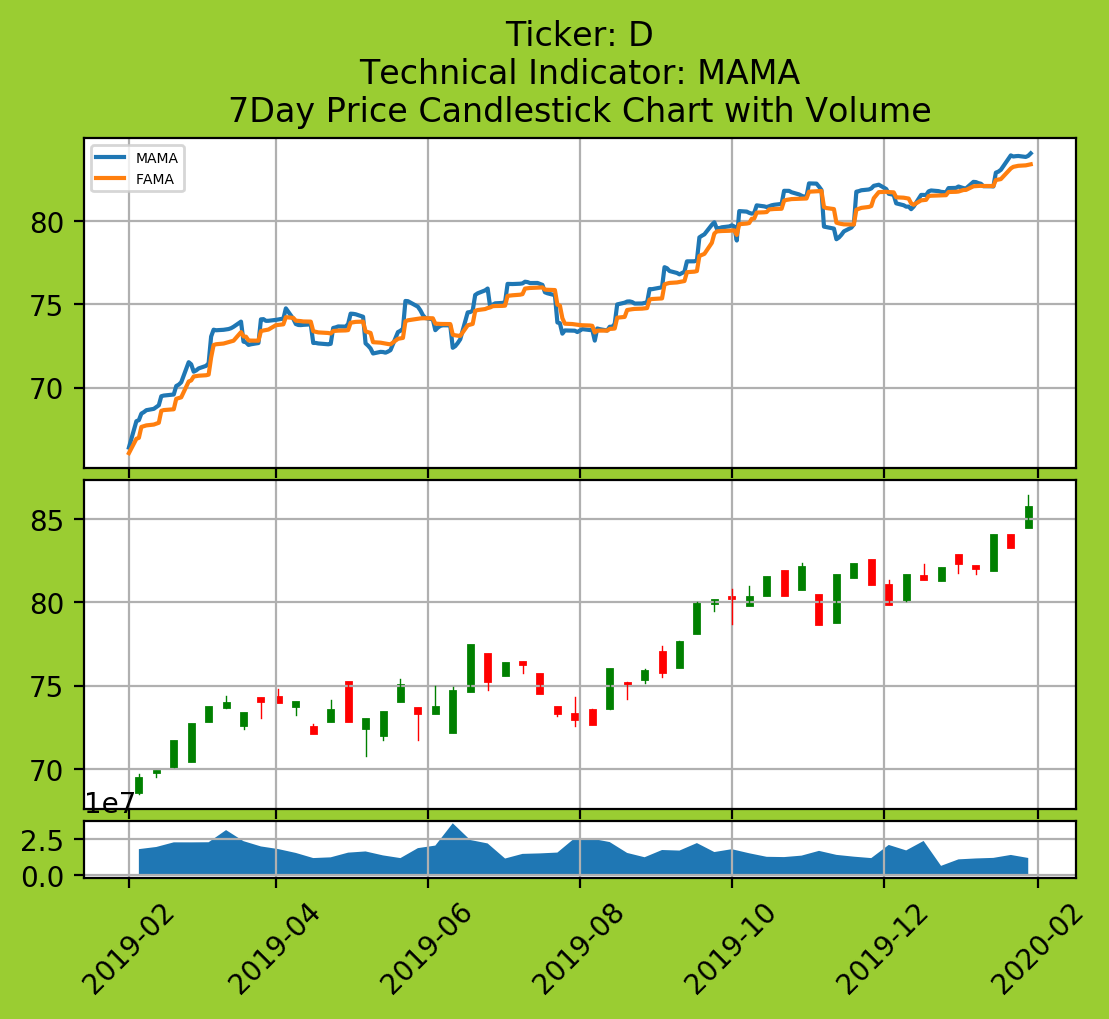 Ticker: D
Technical Indicator: MAMA
7Day Price Candlestick Chart with Volume
MAMA
FAMA
80
75
70
85
80
75
70
1e7
2.5
0.0
2019-02
2019-04
2019-06
2019-08
2019-10
2019-12
2020-02